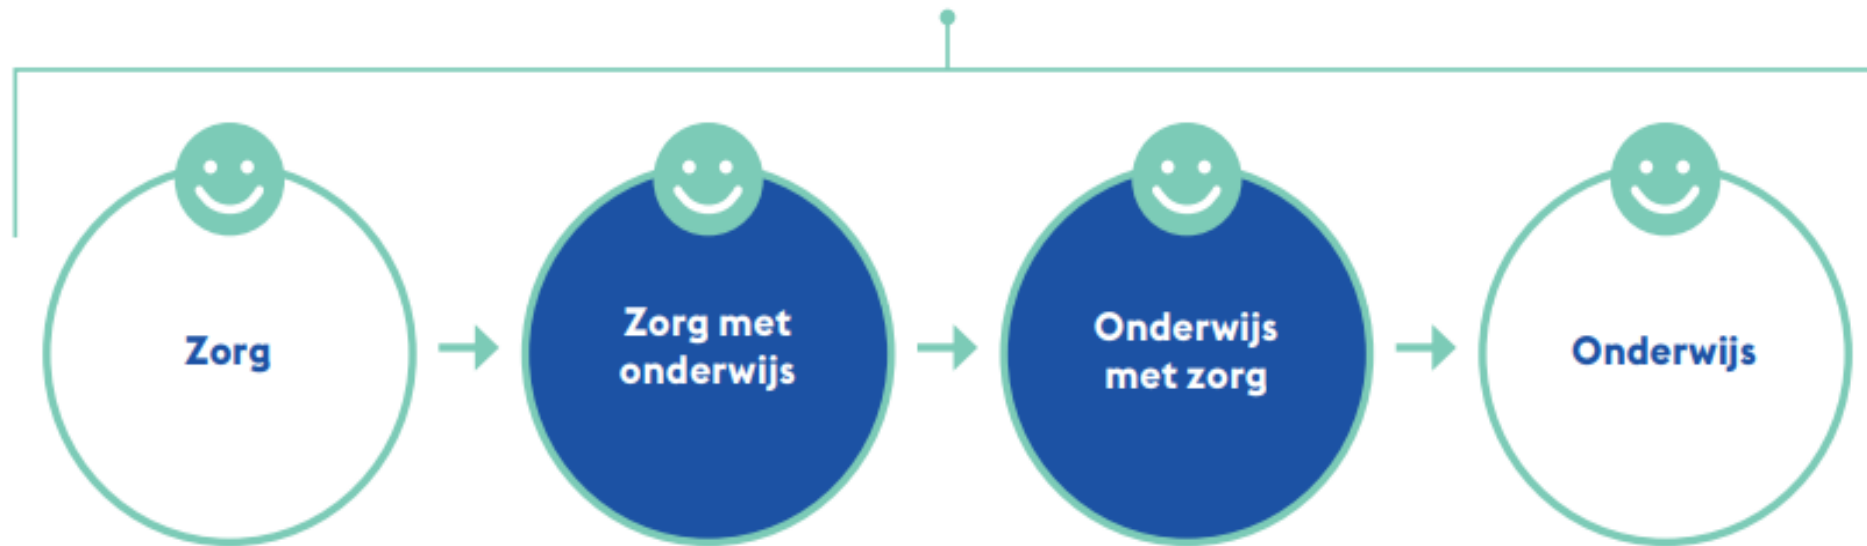 Zorg
Zorg met
onderwijs
Onderwijs
met zorg
Onderwijs